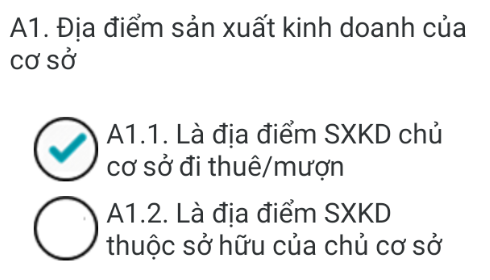 A1. Địa điểm sản xuất kinh doanh của
cơ sở
A1.1. Là địa điểm SXKD chủ
cơ sở đi thuê/mượn
A1.2. Là địa điểm SXKD
thuộc sở hữu của chủ cơ sở